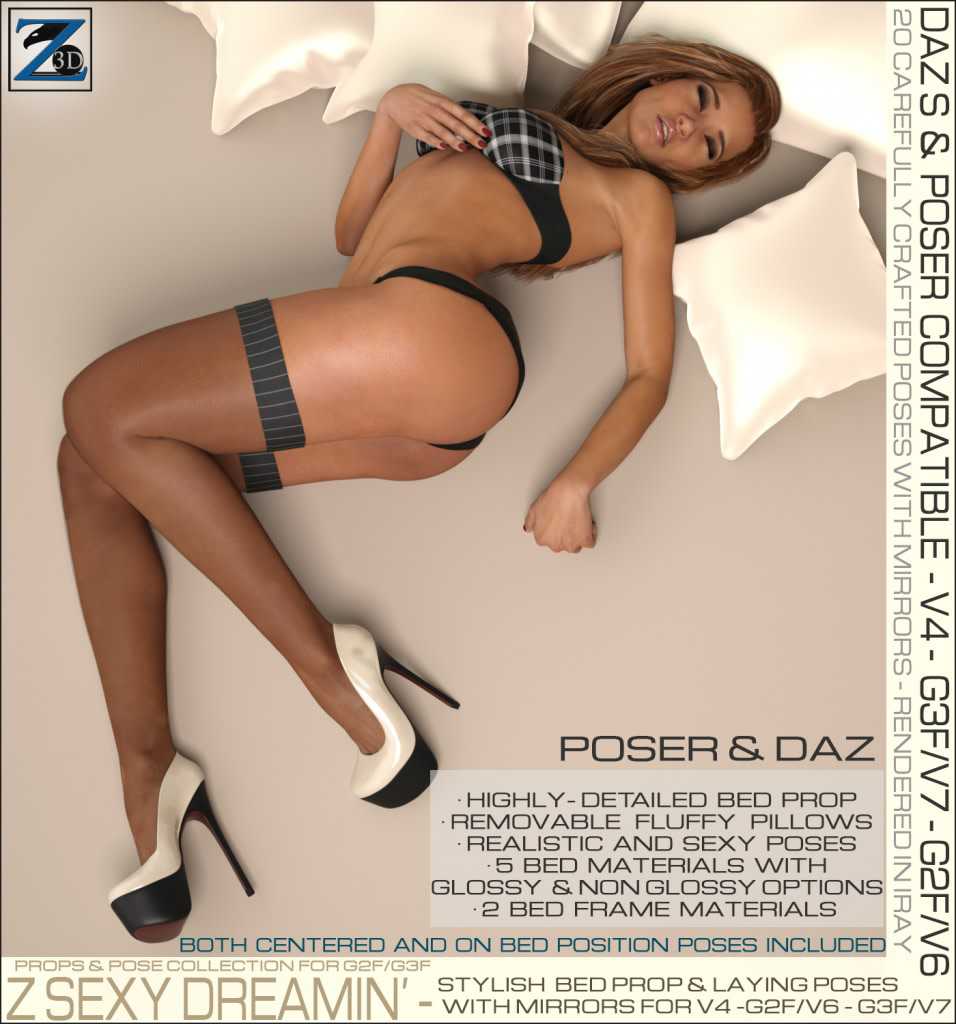 Z 3D
DAZ S & POSER COMPATIBLE - V4 - G3F/V7 - G2F/V6
20 CAREFULLY CRAFTED POSES WITH MIRRORS - RENDERED IN IRAY
POSER & DAZ
· HIGHLY-DETAILED BED PROP
· REMOVABLE FLUFFY PILLOWS
· REALISTIC AND SEXY POSES
· 5 BED MATERIALS WITH
GLOSSY & NON GLOSSY OPTIONS
· 2 BED FRAME MATERIALS
BOTH CENTERED AND ON BED POSITION POSES INCLUDED
PROPS & POSE COLLECTION FOR G2F/G3F
Z SEXY DREAMIN' -
STYLISH BED PROP & LAYING POSES
WITH MIRRORS FOR V4 -G2F/V6 - G3F/V7